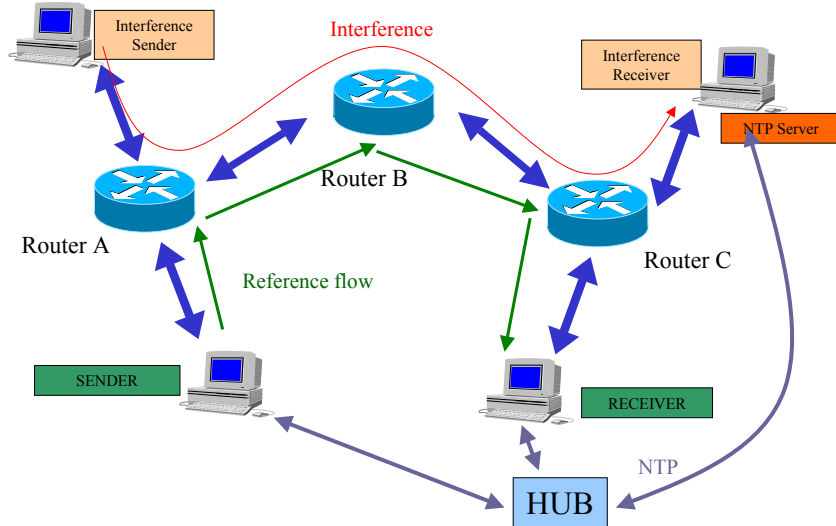 Interference
Sender
Interference
Interference
Receiver
NTP Server
Router B
Router A
Router C
Reference flow
SENDER
RECEIVER
NTP
HUB